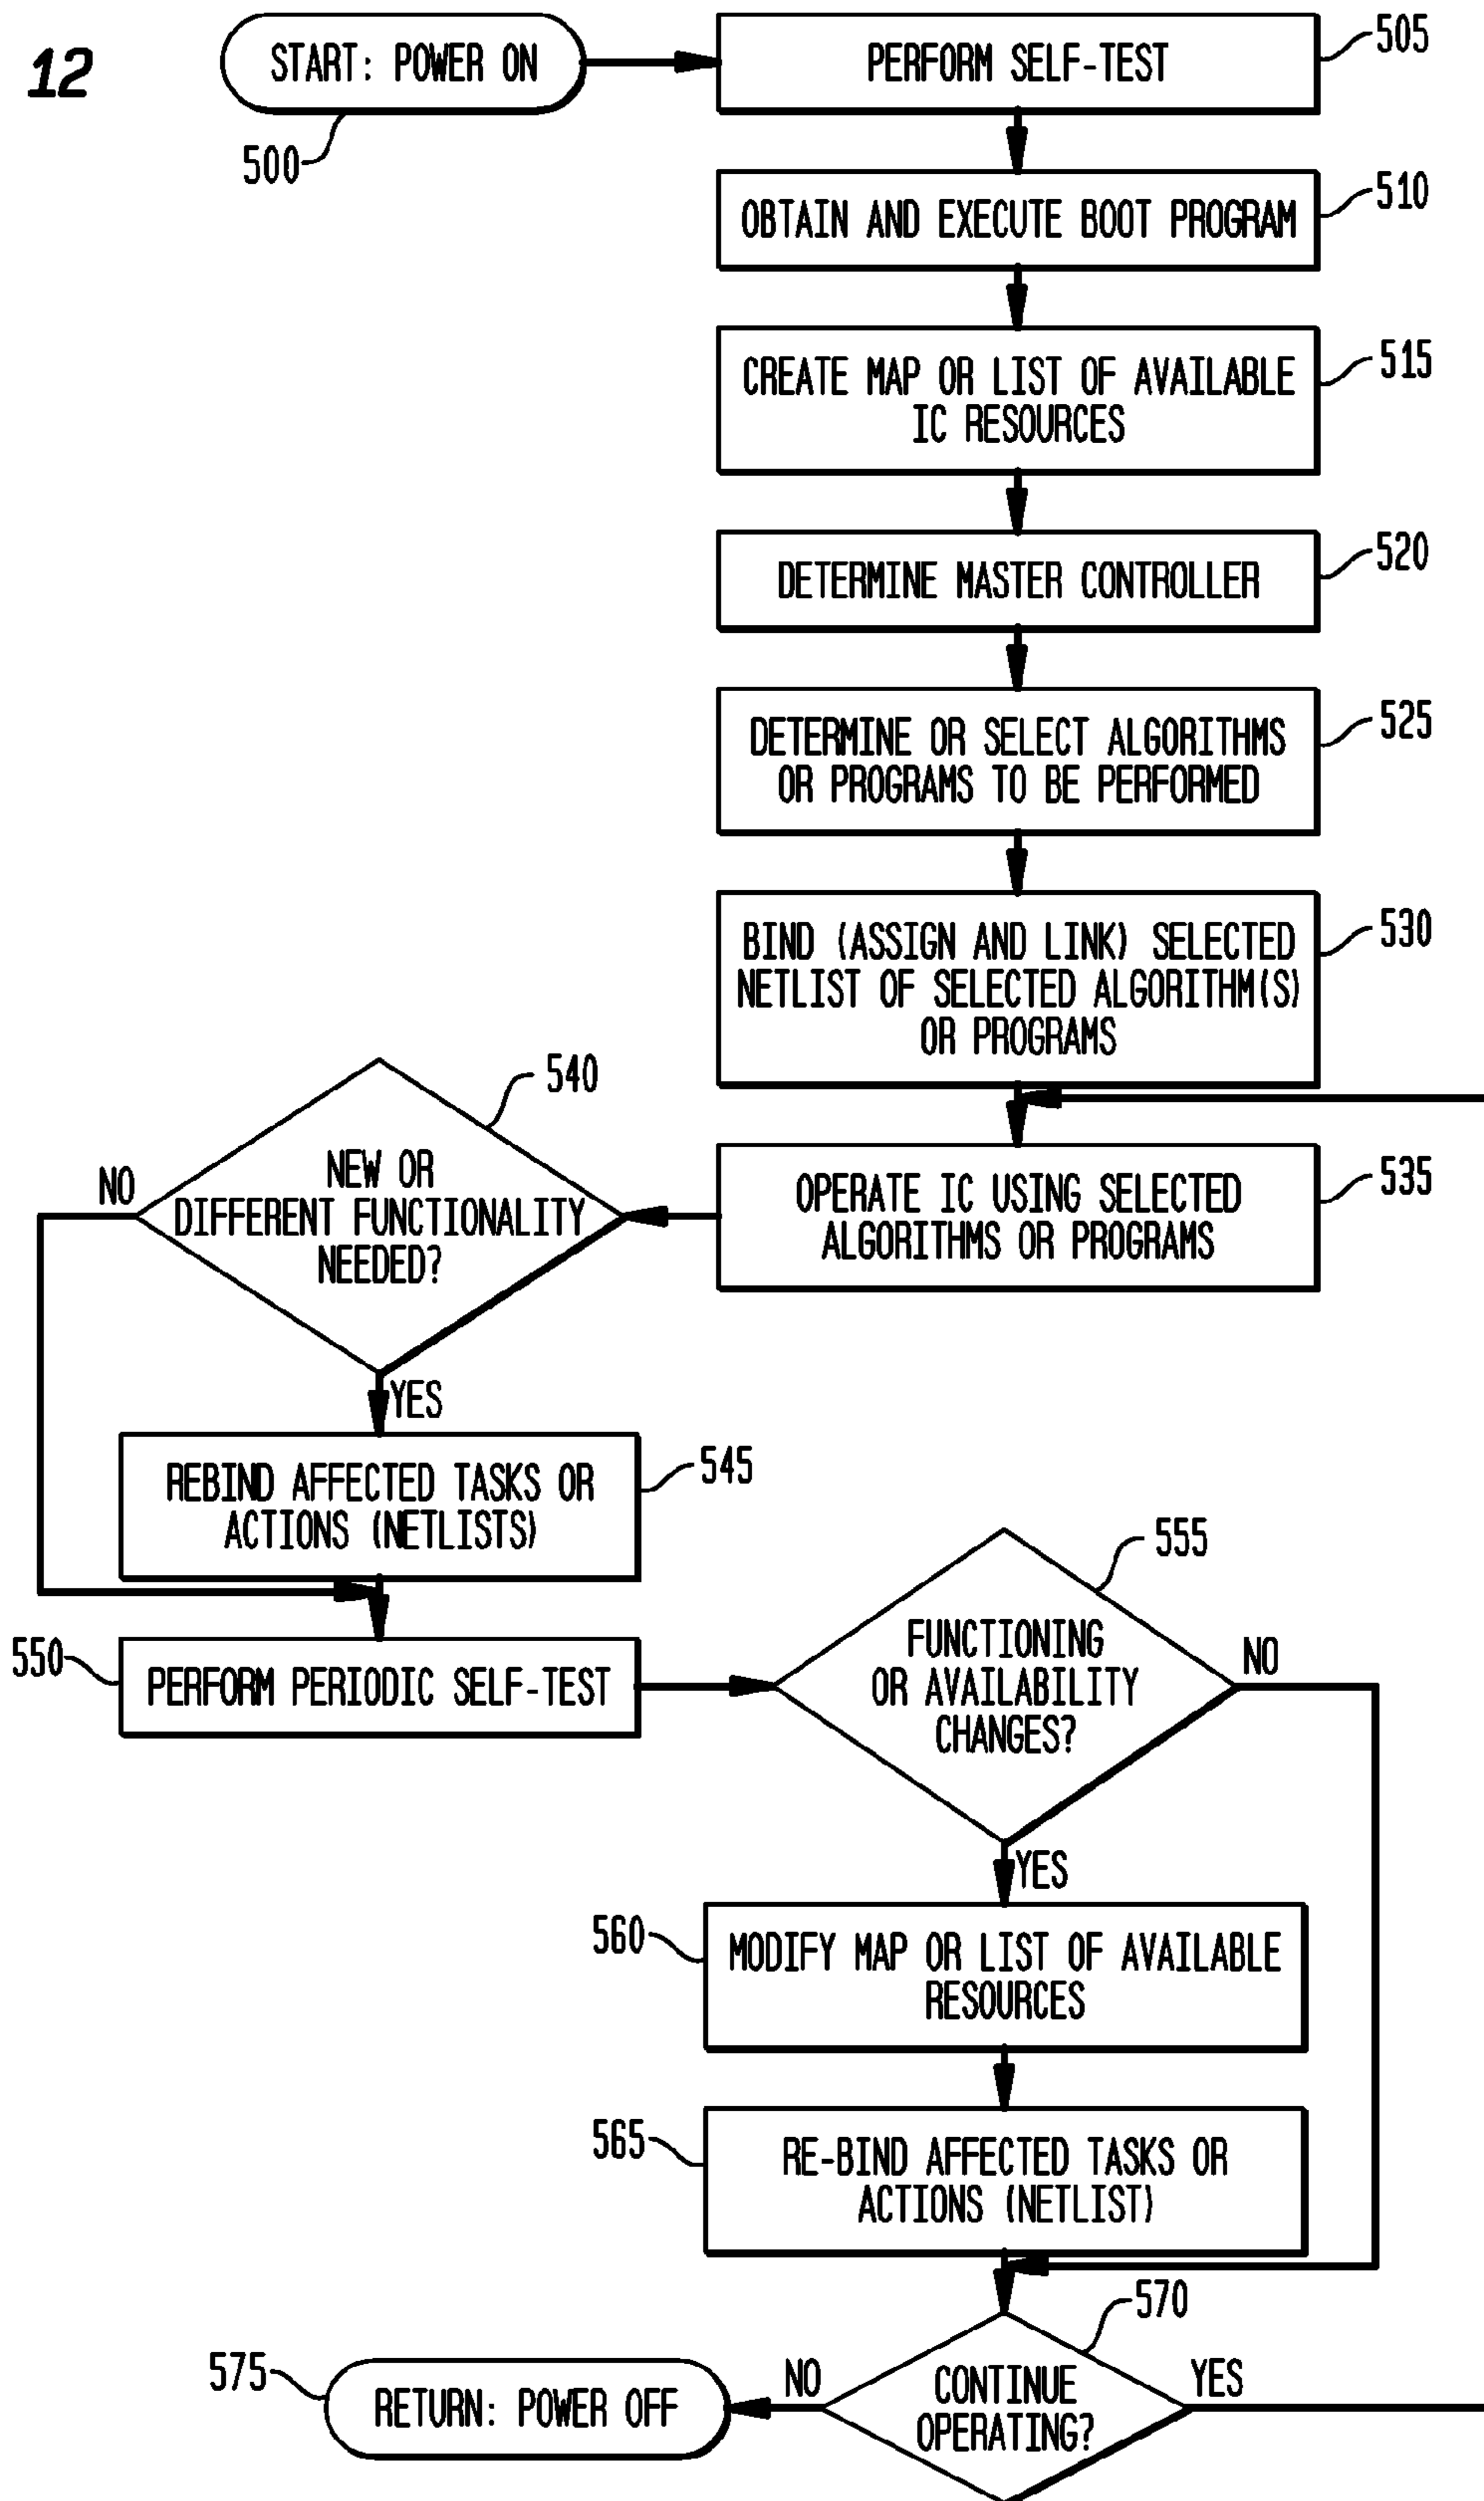 12
START: POWER ON
500
PERFORM SELF-TEST
505
OBTAIN AND EXECUTE BOOT PROGRAM
510
CREATE MAP OR LIST OF AVAILABLE
IC RESOURCES
515
DETERMINE MASTER CONTROLLER
520
DETERMINE OR SELECT ALGORITHMS
OR PROGRAMS TO BE PERFORMED
525
BIND (ASSIGN AND LINK) SELECTED
NETLIST OF SELECTED ALGORITHM(S)
OR PROGRAMS
530
OPERATE IC USING SELECTED
ALGORITHMS OR PROGRAMS
535
540
NEW OR
DIFFERENT FUNCTIONALITY
NEEDED?
NO
YES
REBIND AFFECTED TASKS OR
ACTIONS (NETLISTS)
545
550
PERFORM PERIODIC SELF-TEST
555
FUNCTIONING
OR AVAILABILITY
CHANGES?
NO
YES
560
MODIFY MAP OR LIST OF AVAILABLE
RESOURCES
565
RE-BIND AFFECTED TASKS OR
ACTIONS (NETLIST)
570
CONTINUE
OPERATING?
YES
NO
575
RETURN: POWER OFF